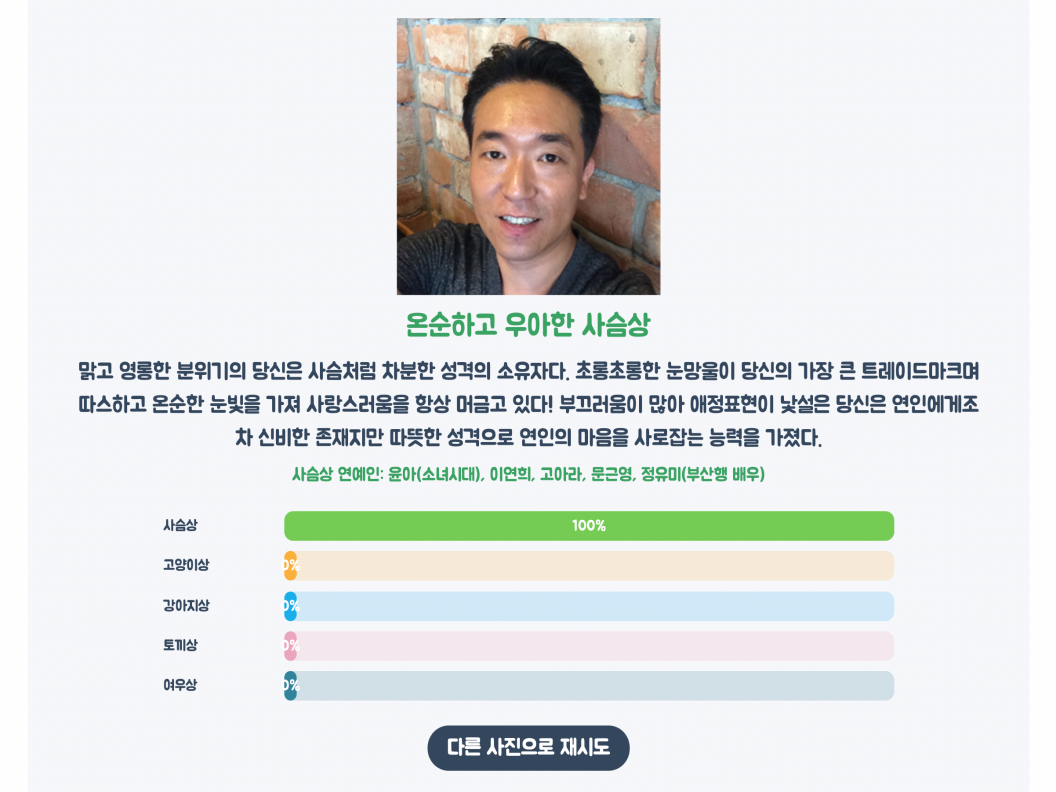 온순하고 우아한 사슴상
맑고 영롱한 분위기의 당신은 사슴처럼 차분한 성격의 소유자다. 초롱초롱한 눈망울이 당신의 가장 큰 트레이드마크며
따스하고 온순한 눈빛을 가져 사랑스러움을 항상 머금고 있다! 부끄러움이 많아 애정표현이 낯설은 당신은 연인에게조
차 신비한 존재지만 따뜻한 성격으로 연인의 마음을 사로잡는 능력을 가졌다.
사슴상 연예인: 윤아(소녀시대), 이연희, 고아라, 문근영, 정유미(부산행 배우)
사슴상 100%
고양이상 0%
강아지상 0%
토끼상 0%
여우상 0%
다른 사진으로 재시도